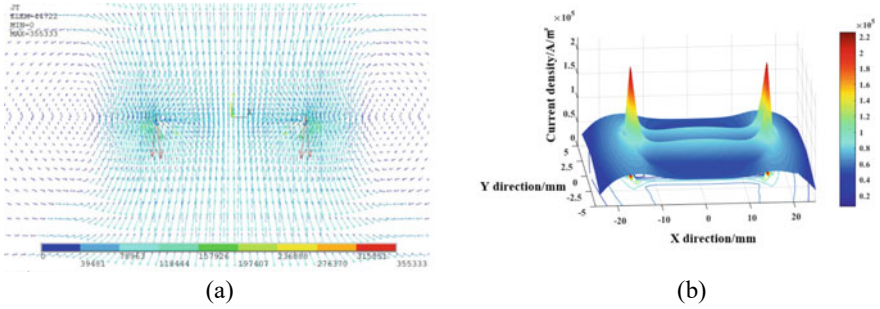 JT
MIN=0
MAX=355333
0 78963 157926 236888 315851
39481 118444 197407 276370 355333
(a)
×10⁵
2
1.5
1
0.5
0
Current density/A/m²
5
2.5
0
-2.5
-5
Y direction/mm
-20 -10 0 10 20
X direction/mm
×10⁵
2.2
2
1.8
1.6
1.4
1.2
1
0.8
0.6
0.4
0.2
(b)